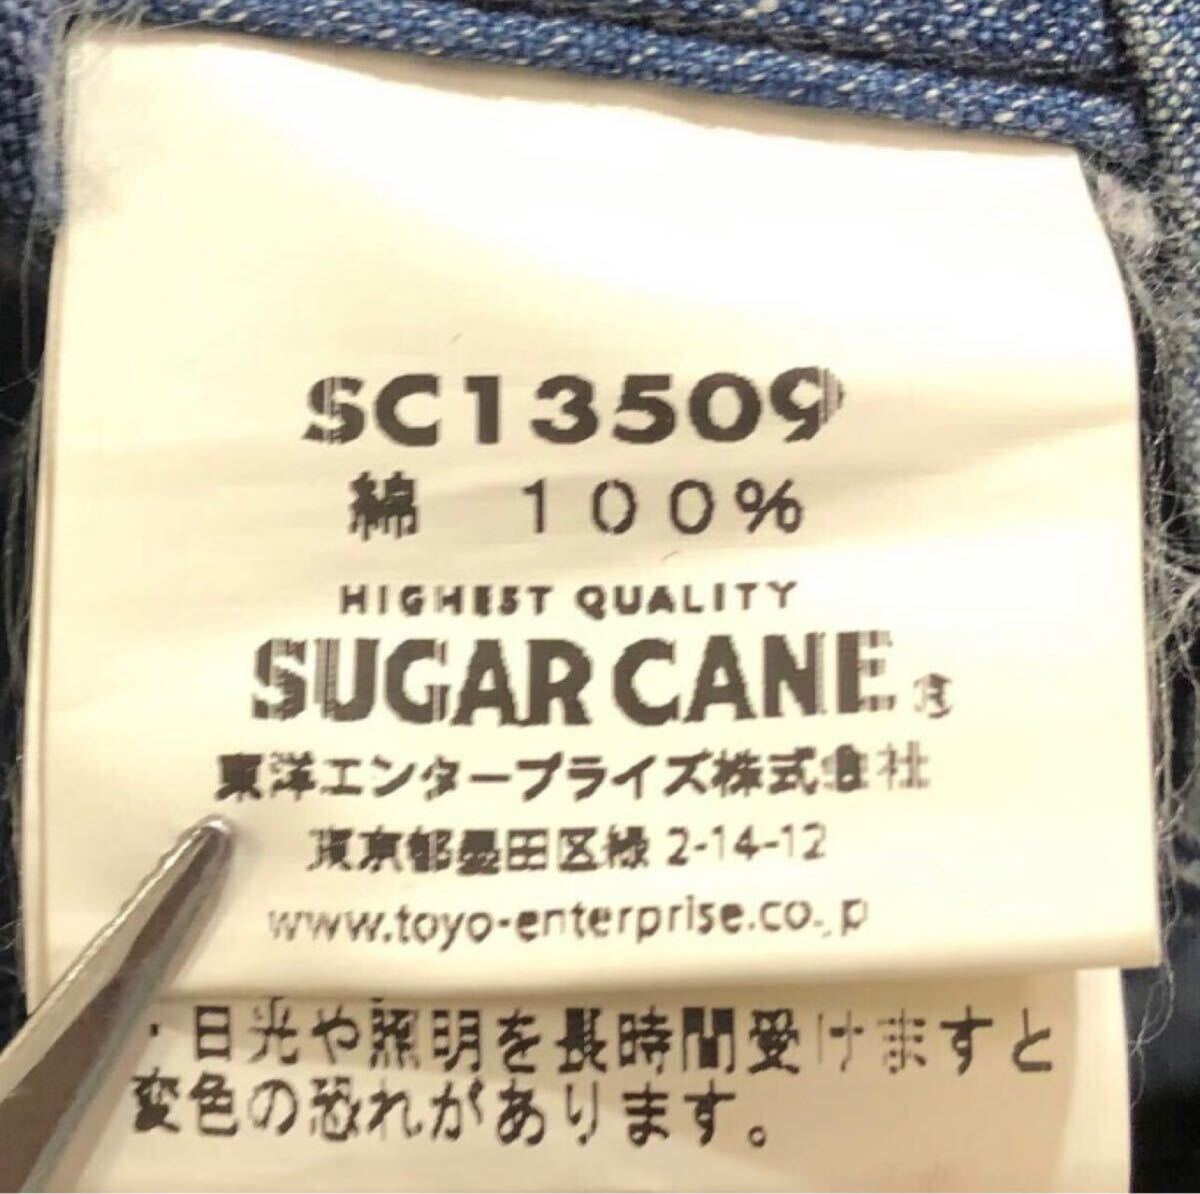 SC13509
綿 100%
HIGHEST QUALITY
SUGAR CANE®
東洋エンタープライズ株式會社
東京都墨田区緑 2-14-12
www.toyo-enterprise.co.jp
・日光や照明を長時間受けますと
変色の恐れがあります。